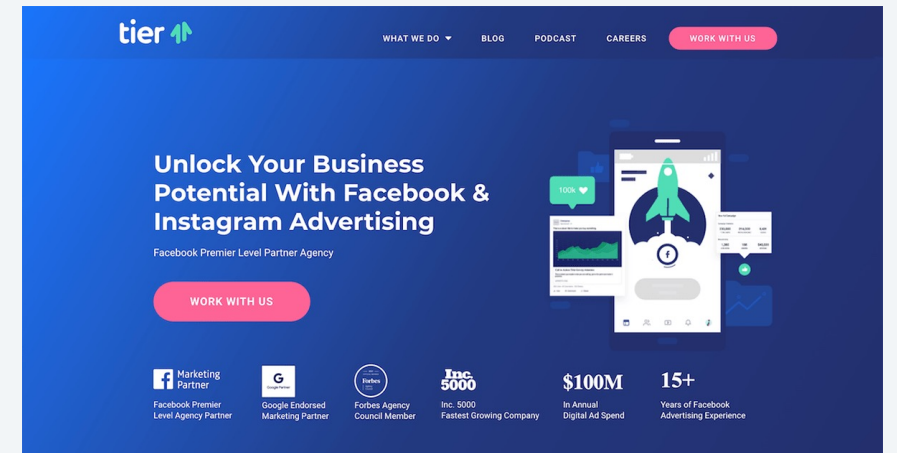 tier
WHAT WE DO
BLOG
PODCAST
CAREERS
WORK WITH US
Unlock Your Business
Potential With Facebook &
Instagram Advertising
Facebook Premier Level Partner Agency
WORK WITH US
100k
Marketing
Partner
Facebook Premier
Level Agency Partner
G
Google Partner
Google Endorsed
Marketing Partner
Forbes
Forbes Agency
Council Member
Inc.
5000
Inc. 5000
Fastest Growing Company
$100M
In Annual
Digital Ad Spend
15+
Years of Facebook
Advertising Experience